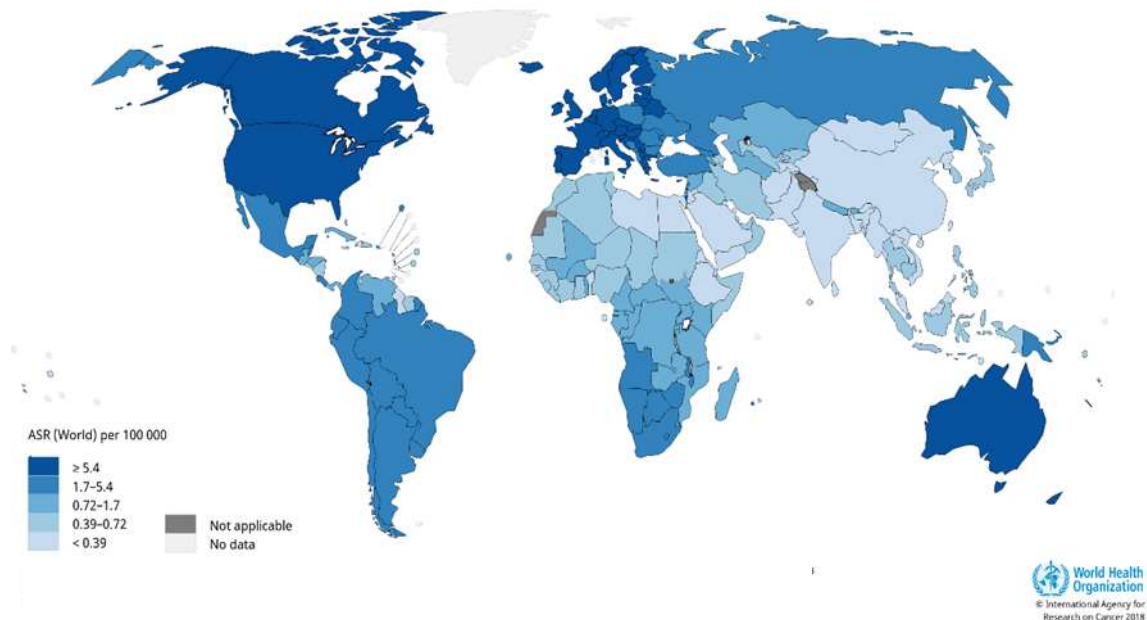 ASR (World) per 100 000
≥ 5.4
1.7–5.4
0.72–1.7
0.39–0.72
< 0.39
Not applicable
No data
World Health
Organization
© International Agency for
Research on Cancer 2018